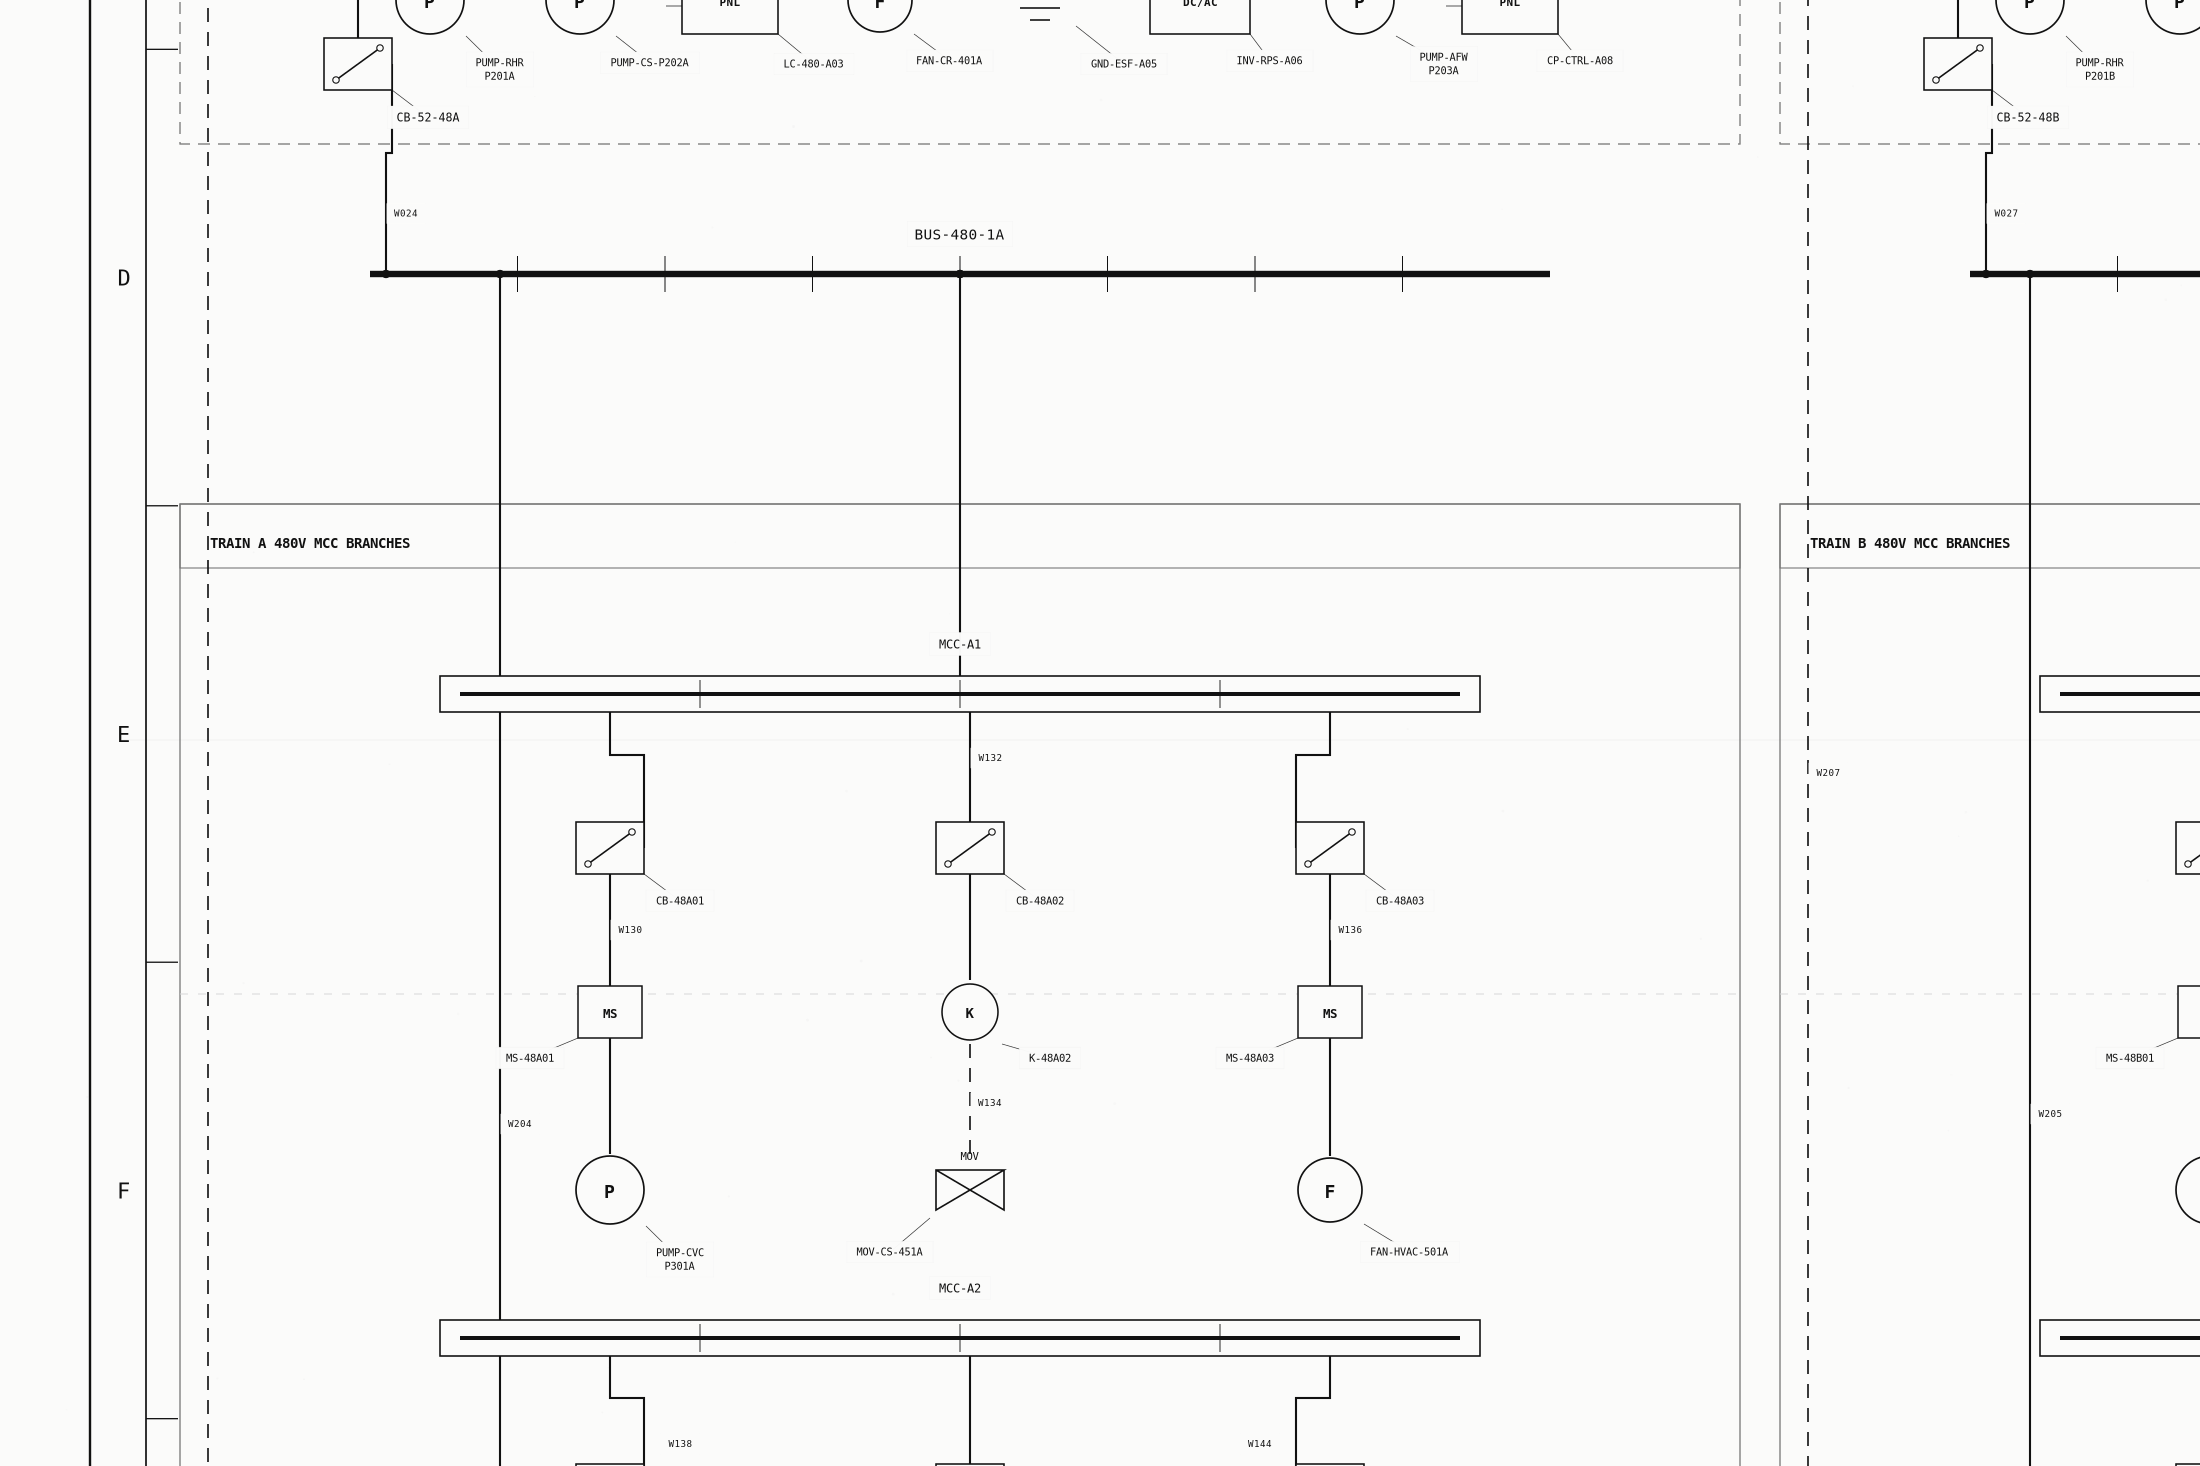 P
P
PNL
F
DC/AC
P
PNL
P
P
PUMP-RHR
P201A
PUMP-CS-P202A
LC-480-A03
FAN-CR-401A
GND-ESF-A05
INV-RPS-A06
PUMP-AFW
P203A
CP-CTRL-A08
PUMP-RHR
P201B
CB-52-48A
CB-52-48B
W024
W027
BUS-480-1A
D
TRAIN A 480V MCC BRANCHES
TRAIN B 480V MCC BRANCHES
MCC-A1
E
W132
W207
CB-48A01
CB-48A02
CB-48A03
W130
W136
MS
K
MS
MS-48A01
K-48A02
MS-48A03
MS-48B01
W134
W204
W205
MOV
F
P
F
PUMP-CVC
P301A
MOV-CS-451A
FAN-HVAC-501A
MCC-A2
W138
W144